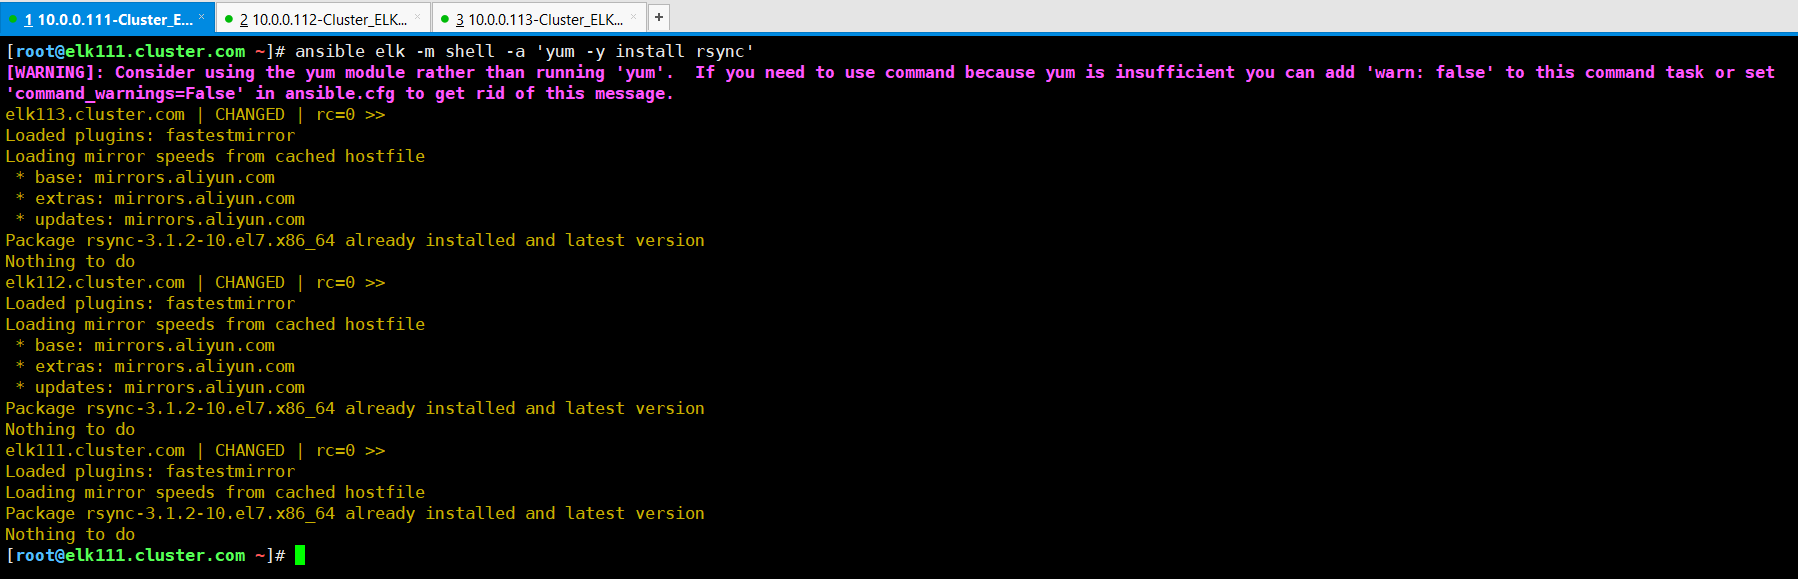 1 10.0.0.111-Cluster_E... × 2 10.0.0.112-Cluster_ELK... × 3 10.0.0.113-Cluster_ELK... × +
[root@elk111.cluster.com ~]# ansible elk -m shell -a 'yum -y install rsync'
[WARNING]: Consider using the yum module rather than running 'yum'.  If you need to use command because yum is insufficient you can add 'warn: false' to this command task or set
'command_warnings=False' in ansible.cfg to get rid of this message.
elk113.cluster.com | CHANGED | rc=0 >>
Loaded plugins: fastestmirror
Loading mirror speeds from cached hostfile
 * base: mirrors.aliyun.com
 * extras: mirrors.aliyun.com
 * updates: mirrors.aliyun.com
Package rsync-3.1.2-10.el7.x86_64 already installed and latest version
Nothing to do
elk112.cluster.com | CHANGED | rc=0 >>
Loaded plugins: fastestmirror
Loading mirror speeds from cached hostfile
 * base: mirrors.aliyun.com
 * extras: mirrors.aliyun.com
 * updates: mirrors.aliyun.com
Package rsync-3.1.2-10.el7.x86_64 already installed and latest version
Nothing to do
elk111.cluster.com | CHANGED | rc=0 >>
Loaded plugins: fastestmirror
Loading mirror speeds from cached hostfile
Package rsync-3.1.2-10.el7.x86_64 already installed and latest version
Nothing to do
[root@elk111.cluster.com ~]#